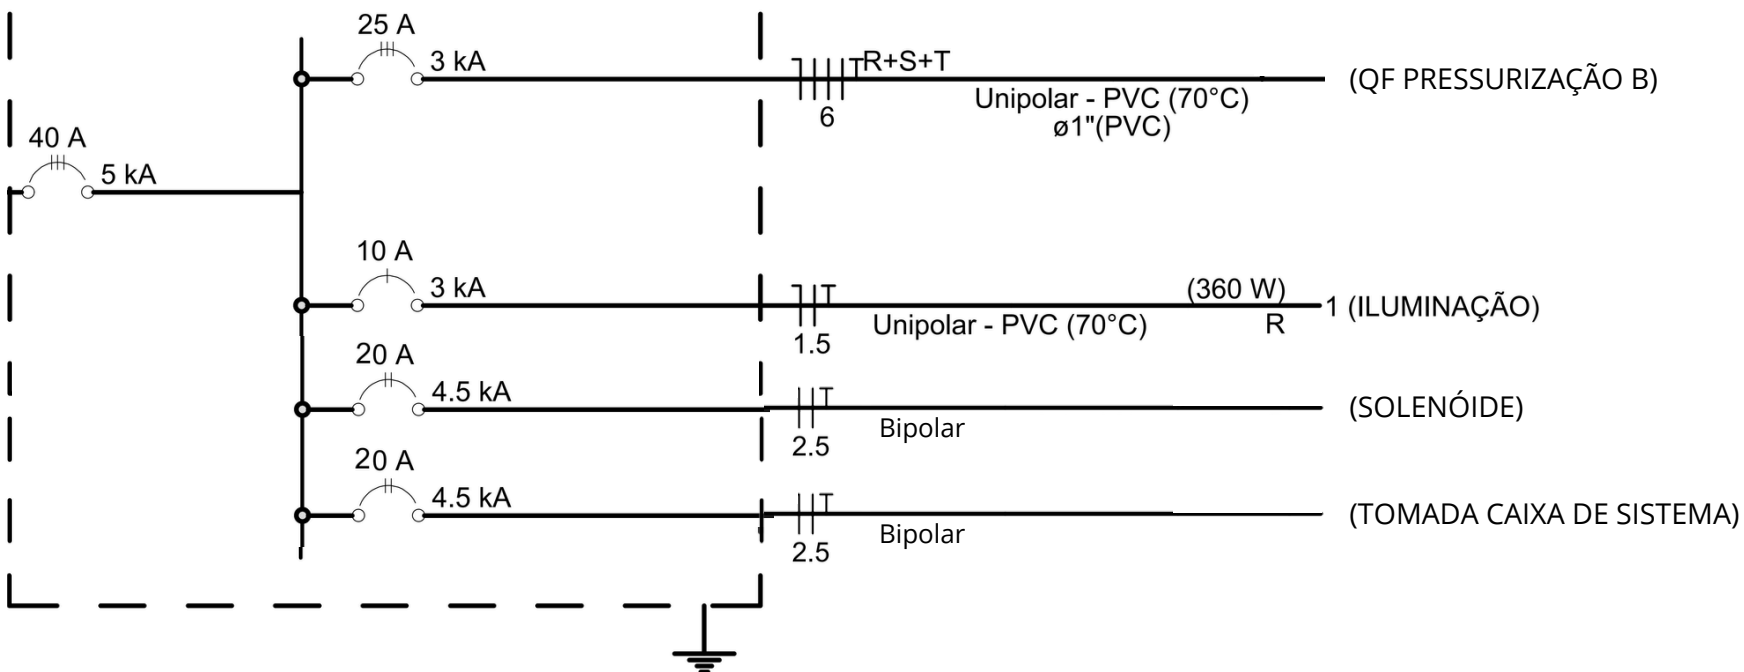 25 A
3 kA
R+S+T
T
6
Unipolar - PVC (70°C)
ø1"(PVC)
(QF PRESSURIZAÇÃO B)
40 A
5 kA
10 A
3 kA
T
1.5
Unipolar - PVC (70°C)
(360 W)
R
1 (ILUMINAÇÃO)
20 A
4.5 kA
T
2.5
Bipolar
(SOLENÓIDE)
20 A
4.5 kA
T
2.5
Bipolar
(TOMADA CAIXA DE SISTEMA)